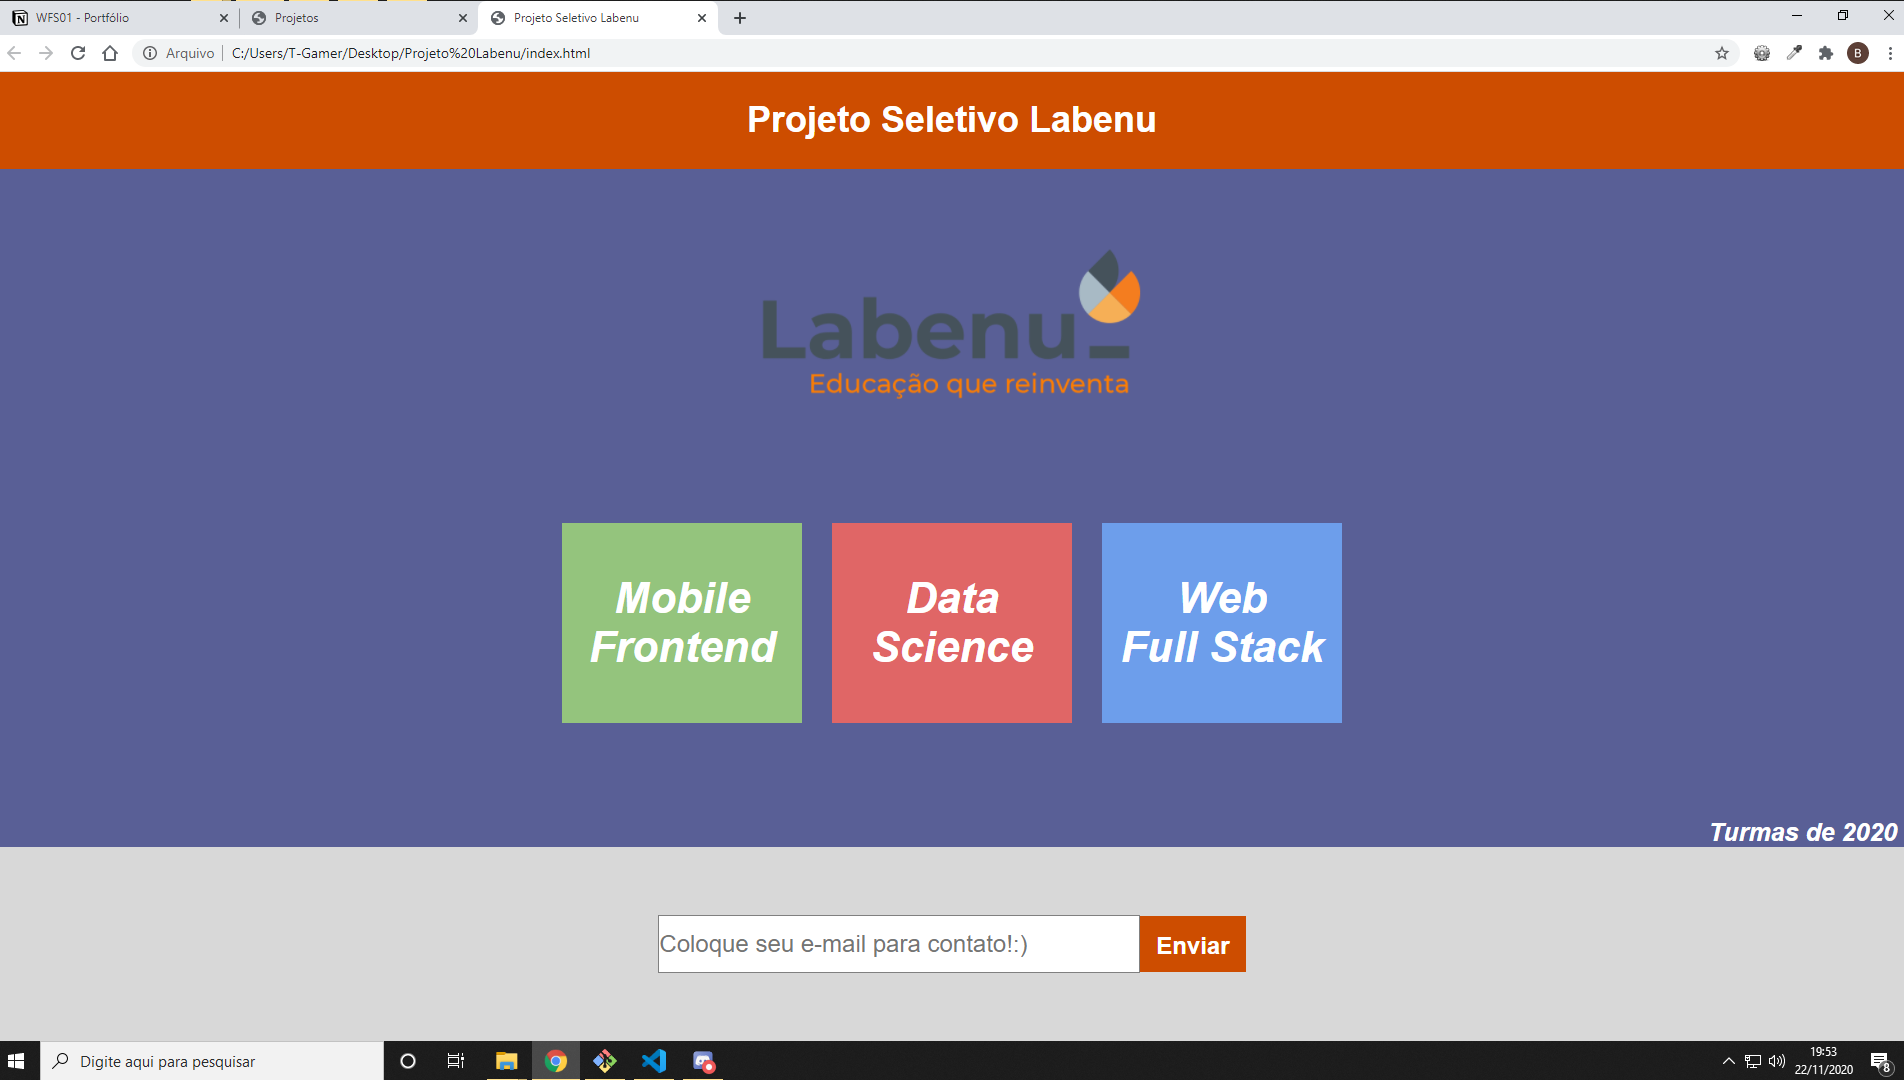 WFS01 - Portfólio
Projetos
Projeto Seletivo Labenu
Arquivo
C:/Users/T-Gamer/Desktop/Projeto%20Labenu/index.html
B
Projeto Seletivo Labenu
Labenu_
Educação que reinventa
Mobile
Frontend
Data
Science
Web
Full Stack
Turmas de 2020
Coloque seu e-mail para contato!:)
Enviar
Digite aqui para pesquisar
19:53
22/11/2020
8